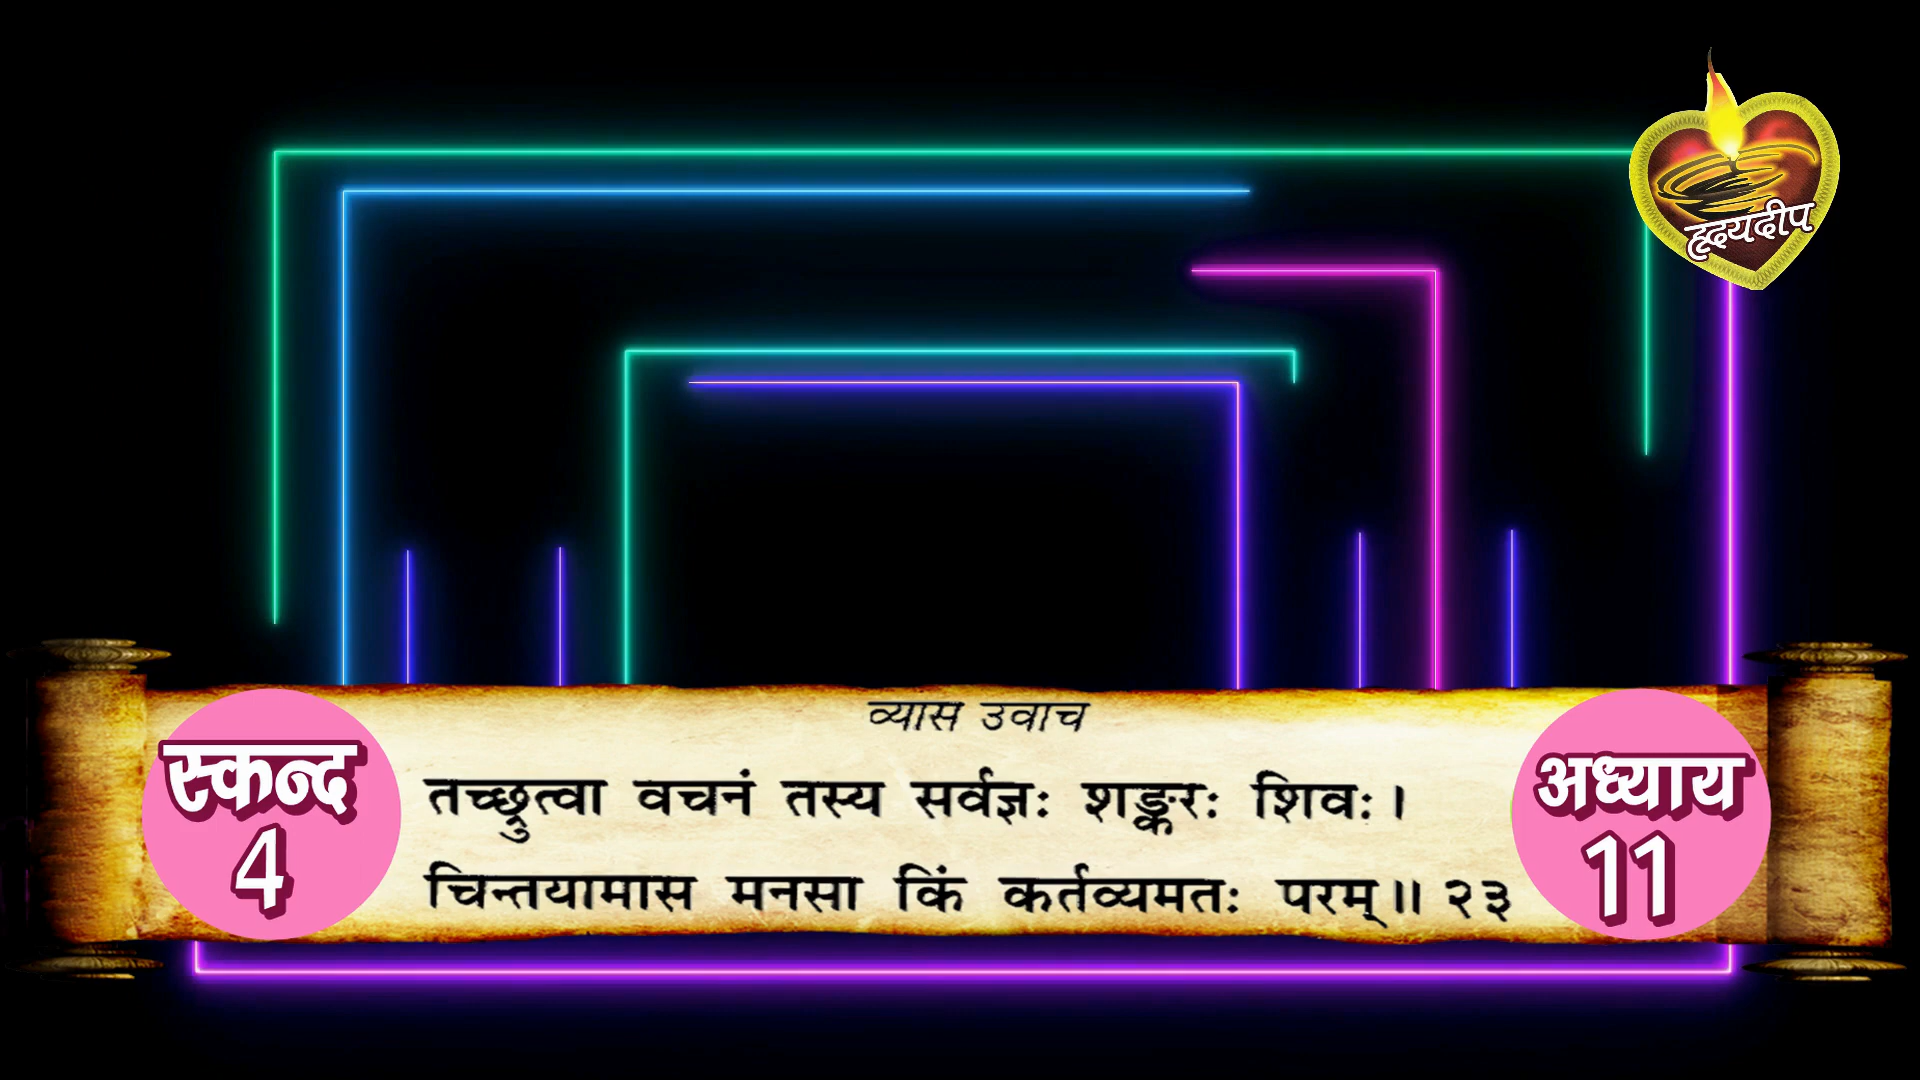 हृदयदीप
व्यास उवाच
स्कन्द
4
तच्छ्रुत्वा वचनं तस्य सर्वज्ञः शङ्करः शिवः ।
चिन्तयामास मनसा किं कर्तव्यमतः परम् ॥ २३
अध्याय
11